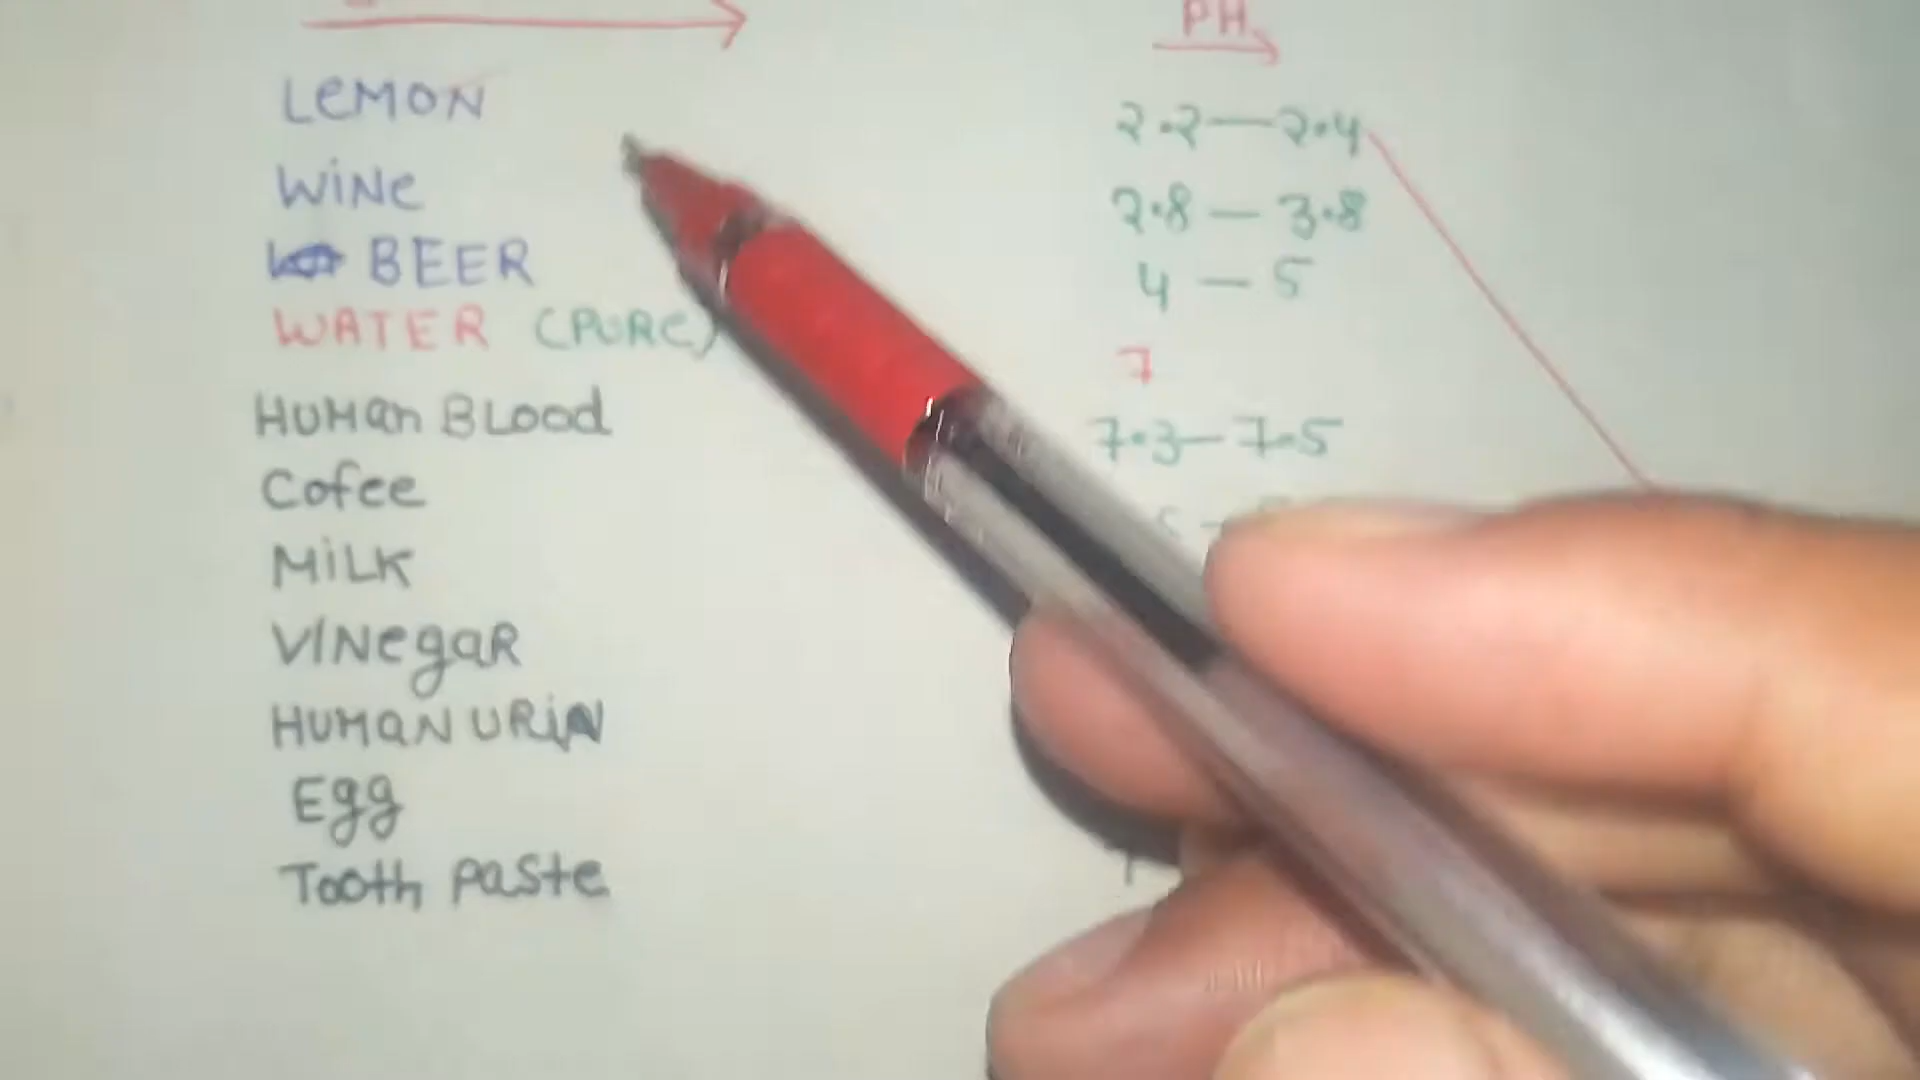 PH
LeMON 2.2—2.4
WiNe 2.8—3.8
BEER 4—5
WATER (PURe) 7
HUMan BLood 7.3—7.5
Cofee
MiLK
ViNegaR
HUMaN URiN
Egg
Tooth Paste